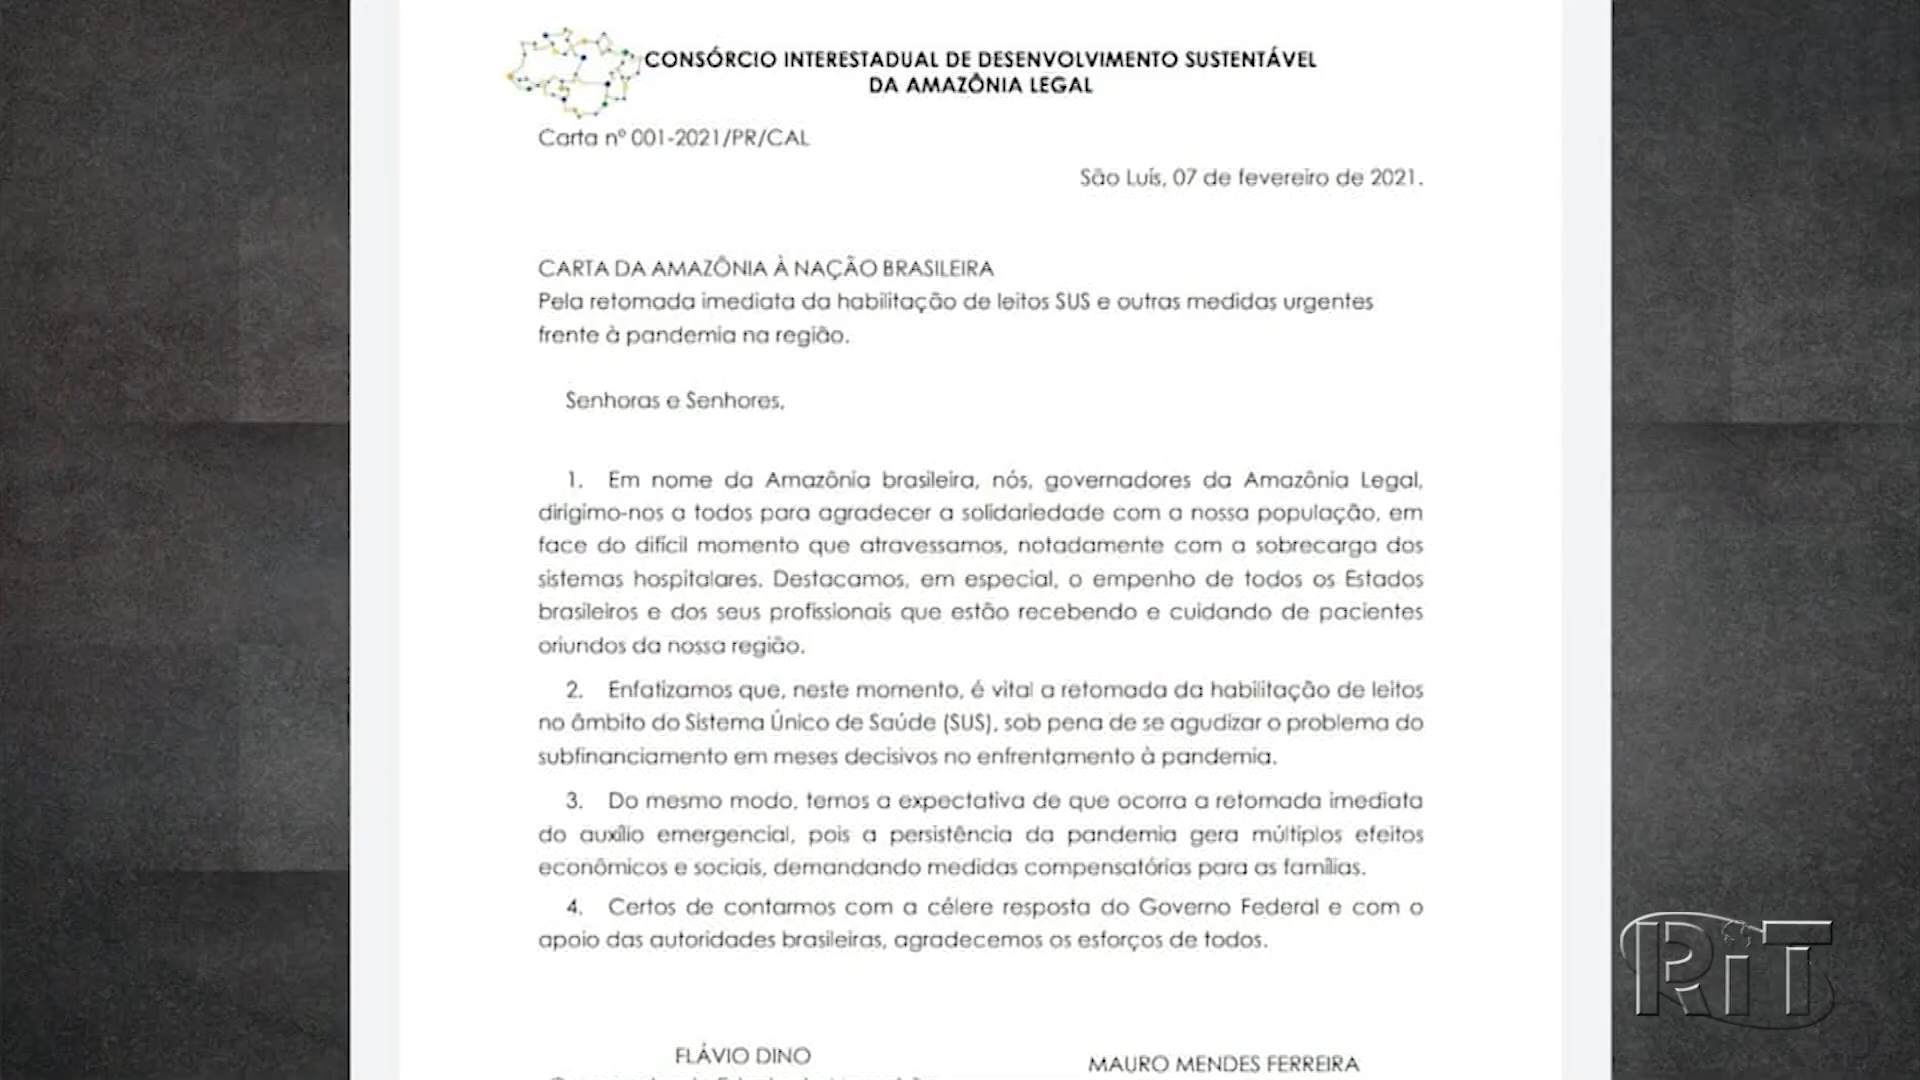 CONSÓRCIO INTERESTADUAL DE DESENVOLVIMENTO SUSTENTÁVEL
DA AMAZÔNIA LEGAL
Carta nº 001-2021/PR/CAL
São Luís, 07 de fevereiro de 2021.
CARTA DA AMAZÔNIA À NAÇÃO BRASILEIRA
Pela retomada imediata da habilitação de leitos SUS e outras medidas urgentes
frente à pandemia na região.
Senhoras e Senhores,
1. Em nome da Amazônia brasileira, nós, governadores da Amazônia Legal,
dirigimo-nos a todos para agradecer a solidariedade com a nossa população, em
face do difícil momento que atravessamos, notadamente com a sobrecarga dos
sistemas hospitalares. Destacamos, em especial, o empenho de todos os Estados
brasileiros e dos seus profissionais que estão recebendo e cuidando de pacientes
oriundos da nossa região.
2. Enfatizamos que, neste momento, é vital a retomada da habilitação de leitos
no âmbito do Sistema Único de Saúde (SUS), sob pena de se agudizar o problema do
subfinanciamento em meses decisivos no enfrentamento à pandemia.
3. Do mesmo modo, temos a expectativa de que ocorra a retomada imediata
do auxílio emergencial, pois a persistência da pandemia gera múltiplos efeitos
econômicos e sociais, demandando medidas compensatórias para as famílias.
4. Certos de contarmos com a célere resposta do Governo Federal e com o
apoio das autoridades brasileiras, agradecemos os esforços de todos.
FLÁVIO DINO
MAURO MENDES FERREIRA
RiT